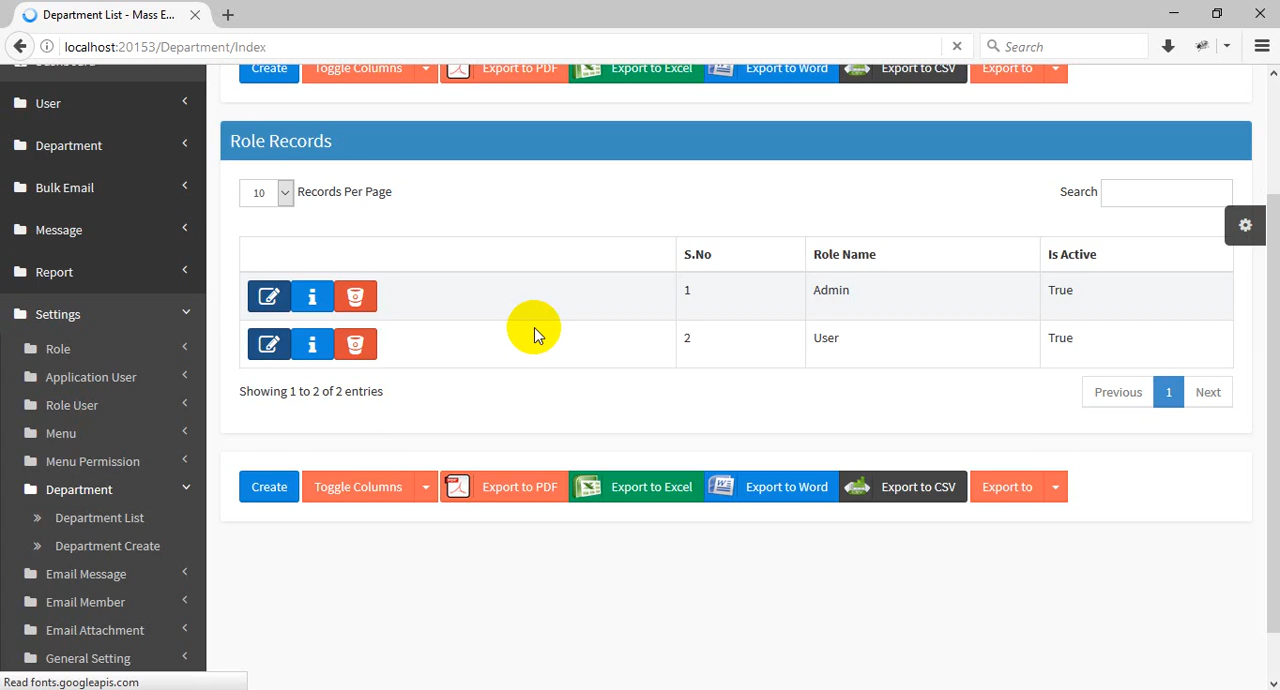 Department List - Mass E...
localhost:20153/Department/Index
Search
Create Toggle Columns Export to PDF Export to Excel Export to Word Export to CSV Export to
User
Department
Bulk Email
Message
Report
Settings
Role
Application User
Role User
Menu
Menu Permission
Department
Department List
Department Create
Email Message
Email Member
Email Attachment
General Setting
Role Records
10 Records Per Page
Search
S.No Role Name Is Active
1 Admin True
2 User True
Showing 1 to 2 of 2 entries
Previous 1 Next
Create Toggle Columns Export to PDF Export to Excel Export to Word Export to CSV Export to
Read fonts.googleapis.com